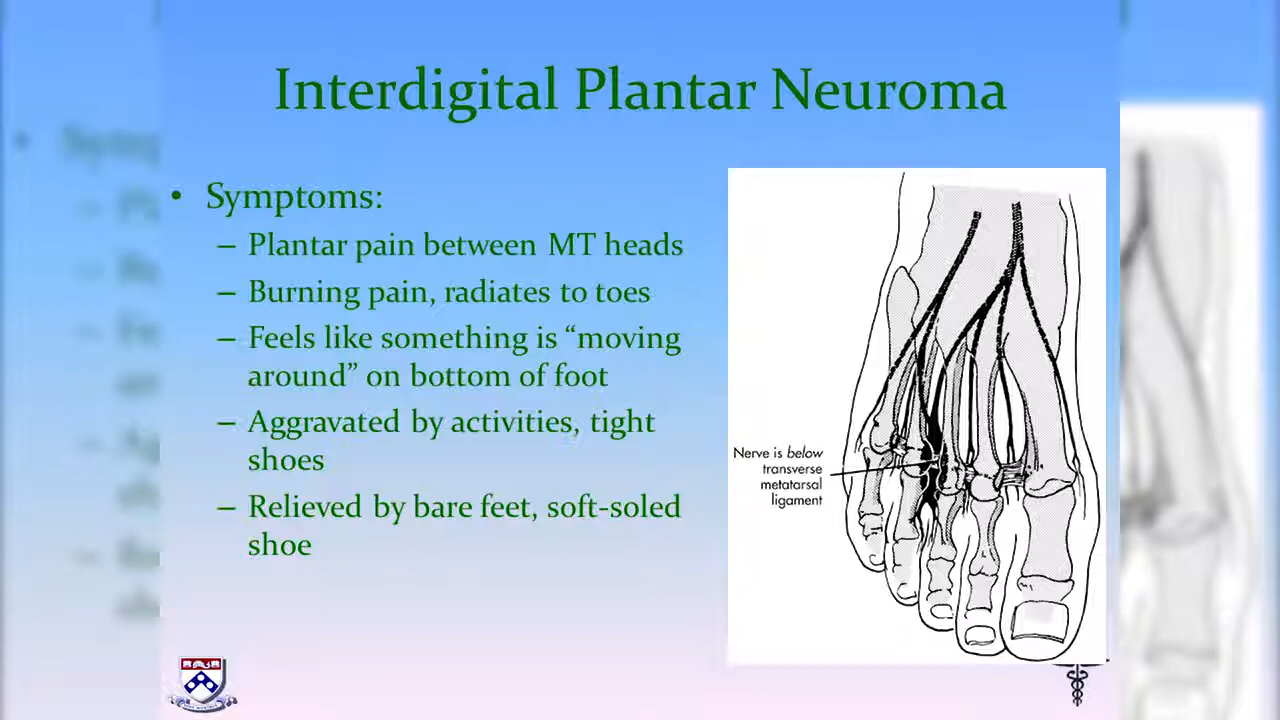 Interdigital Plantar Neuroma
• Symptoms:
– Plantar pain between MT heads
– Burning pain, radiates to toes
– Feels like something is “moving
around” on bottom of foot
– Aggravated by activities, tight
shoes
– Relieved by bare feet, soft-soled
shoe
Nerve is below
transverse
metatarsal
ligament